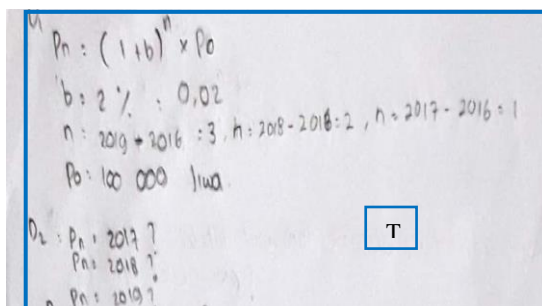 Pn = (1+b)ⁿ × Po
b = 2 % = 0,02
n = 2019 - 2016 = 3, n = 2018 - 2016 = 2, n = 2017 - 2016 = 1
Po = 100 000 jiwa.
T
D2 = Pn = 2017 ?
Pn = 2018 ?
Pn = 2019 ?